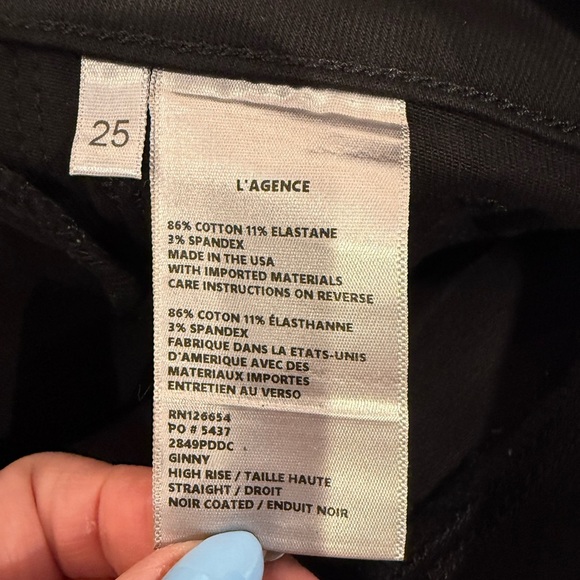 25
L'AGENCE
86% COTTON 11% ELASTANE
3% SPANDEX
MADE IN THE USA
WITH IMPORTED MATERIALS
CARE INSTRUCTIONS ON REVERSE
86% COTON 11% ÉLASTHANNE
3% SPANDEX
FABRIQUE DANS LA ETATS-UNIS
D'AMERIQUE AVEC DES
MATERIAUX IMPORTES
ENTRETIEN AU VERSO
RN126654
PO # 5437
2849PDDC
GINNY
HIGH RISE / TAILLE HAUTE
STRAIGHT / DROIT
NOIR COATED / ENDUIT NOIR